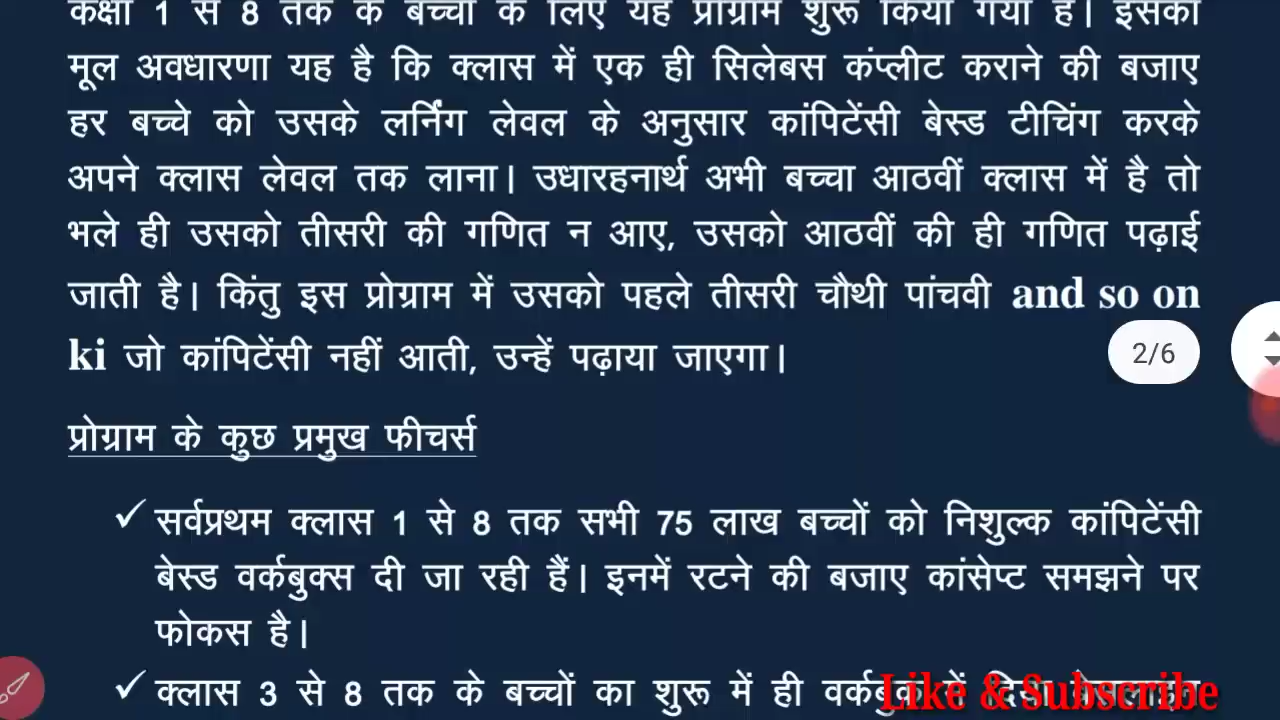 कक्षा 1 से 8 तक के बच्चों के लिए यह प्रोग्राम शुरू किया गया है। इसकी
मूल अवधारणा यह है कि क्लास में एक ही सिलेबस कंप्लीट कराने की बजाए
हर बच्चे को उसके लर्निंग लेवल के अनुसार कांपिटेंसी बेस्ड टीचिंग करके
अपने क्लास लेवल तक लाना। उधारहनार्थ अभी बच्चा आठवीं क्लास में है तो
भले ही उसको तीसरी की गणित न आए, उसको आठवीं की ही गणित पढ़ाई
जाती है। किंतु इस प्रोग्राम में उसको पहले तीसरी चौथी पांचवी and so on
ki जो कांपिटेंसी नहीं आती, उन्हें पढ़ाया जाएगा।
2/6
प्रोग्राम के कुछ प्रमुख फीचर्स
✓ सर्वप्रथम क्लास 1 से 8 तक सभी 75 लाख बच्चों को निशुल्क कांपिटेंसी
बेस्ड वर्कबुक्स दी जा रही हैं। इनमें रटने की बजाए कांसेप्ट समझने पर
फोकस है।
✓ क्लास 3 से 8 तक के बच्चों का शुरू में ही वर्कबुक में
Like & Subscribe